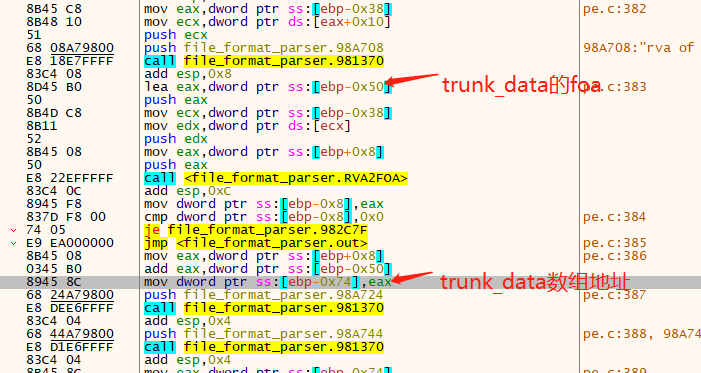 8B45 C8 mov eax,dword ptr ss:[ebp-0x38] pe.c:382
8B48 10 mov ecx,dword ptr ds:[eax+0x10]
51 push ecx
68 08A79800 push file_format_parser.98A708 98A708:"rva of
E8 18E7FFFF call file_format_parser.981370
83C4 08 add esp,0x8
8D45 B0 lea eax,dword ptr ss:[ebp-0x50] trunk_data的foa pe.c:383
50 push eax
8B4D C8 mov ecx,dword ptr ss:[ebp-0x38]
8B11 mov edx,dword ptr ds:[ecx]
52 push edx
8B45 08 mov eax,dword ptr ss:[ebp+0x8]
50 push eax
E8 22EFFFFF call <file_format_parser.RVA2FOA>
83C4 0C add esp,0xC
8945 F8 mov dword ptr ss:[ebp-0x8],eax
837D F8 00 cmp dword ptr ss:[ebp-0x8],0x0 pe.c:384
74 05 je file_format_parser.982C7F
E9 EA000000 jmp <file_format_parser.out> pe.c:385
8B45 08 mov eax,dword ptr ss:[ebp+0x8] pe.c:386
0345 B0 add eax,dword ptr ss:[ebp-0x50]
8945 8C mov dword ptr ss:[ebp-0x74],eax trunk_data数组地址
68 24A79800 push file_format_parser.98A724 pe.c:387
E8 DEE6FFFF call file_format_parser.981370
83C4 04 add esp,0x4
68 44A79800 push file_format_parser.98A744 pe.c:388, 98A74
E8 D1E6FFFF call file_format_parser.981370
83C4 04 add esp,0x4
8B45 8C mov eax,dword ptr ss:[ebp-0x74] pe.c:389